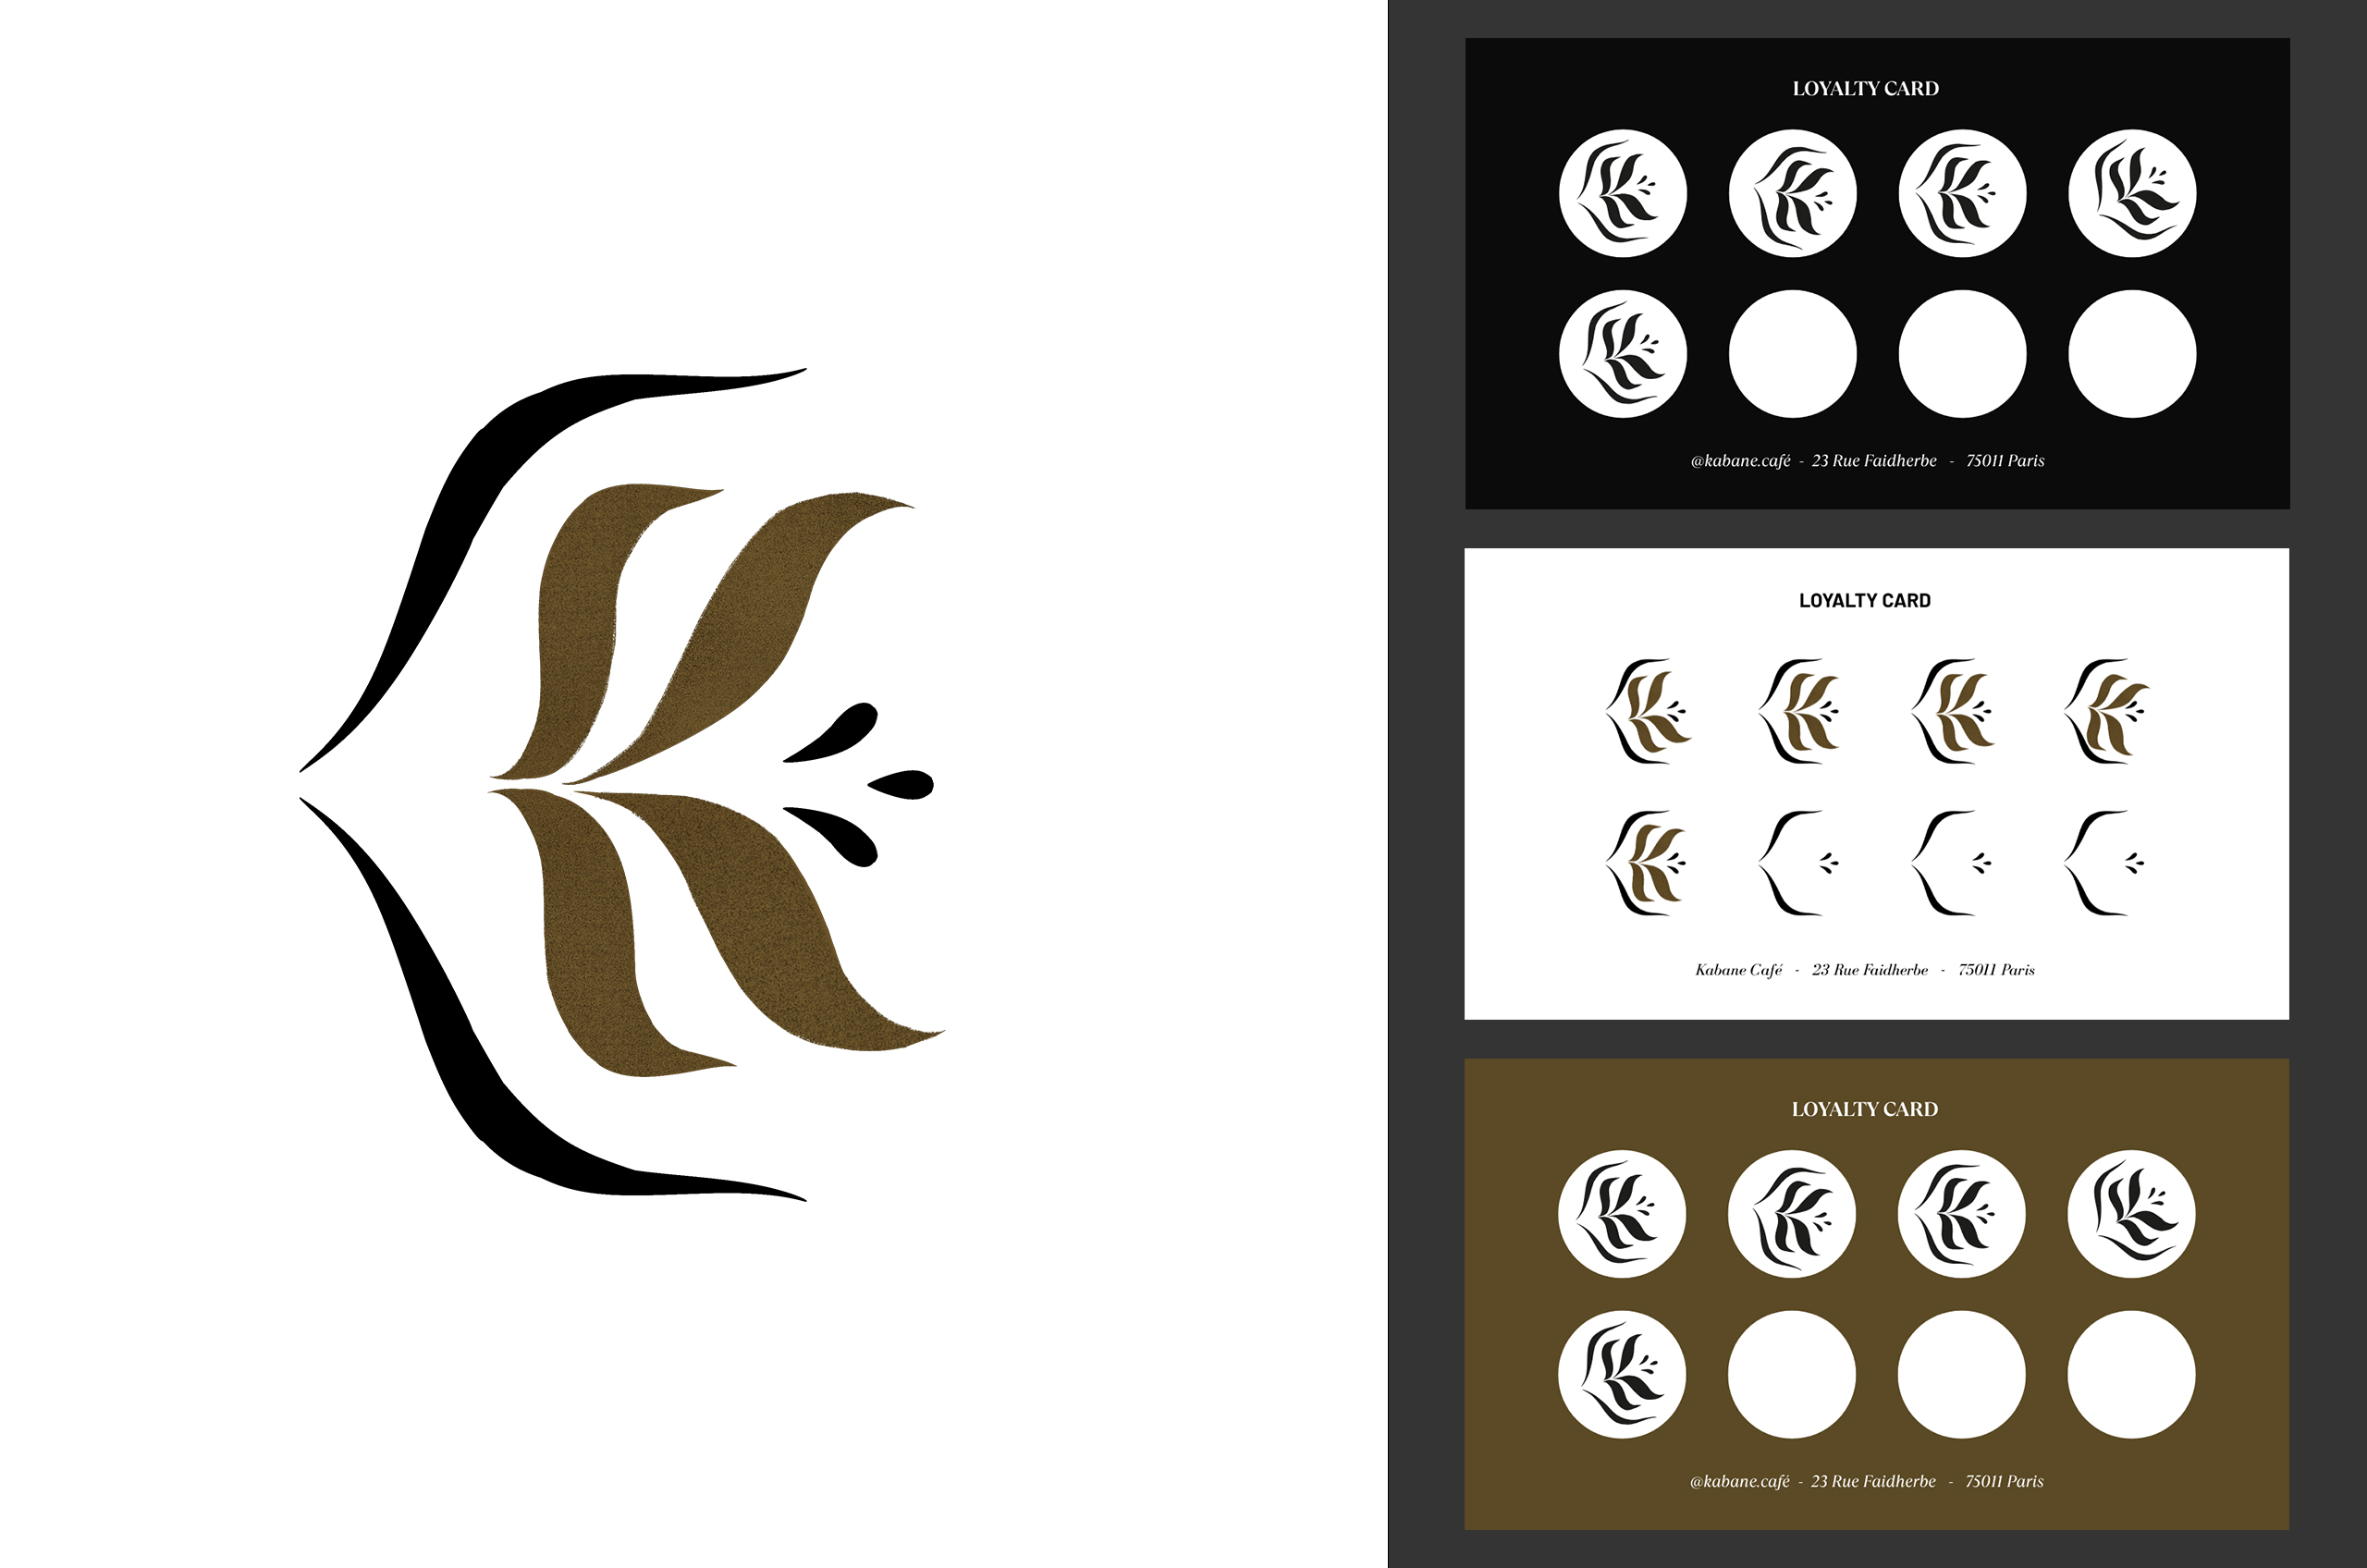 LOYALTY CARD
@kabane.café - 23 Rue Faidherbe - 75011 Paris
LOYALTY CARD
Kabane Café - 23 Rue Faidherbe - 75011 Paris
LOYALTY CARD
@kabane.café - 23 Rue Faidherbe - 75011 Paris